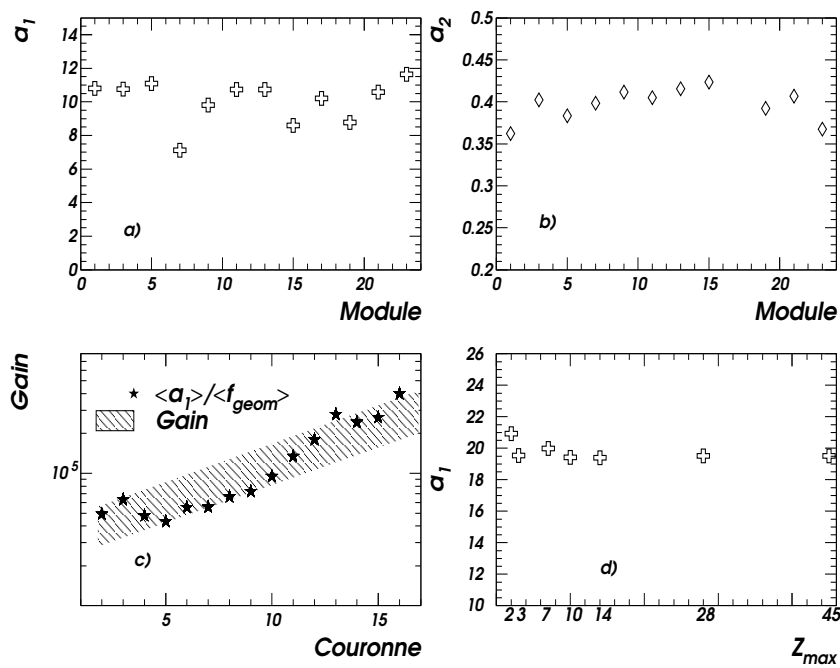 a1
14
12
10
8
6
4
2
0
0 5 10 15 20
a)
Module
a2
0.5
0.45
0.4
0.35
0.3
0.25
0.2
0 5 10 15 20
b)
Module
Gain
10^5
<a1>/<fgeom>
Gain
c)
5 10 15
Couronne
a1
26
24
22
20
18
16
14
12
10
d)
2 3 7 10 14 28 45
Zmax